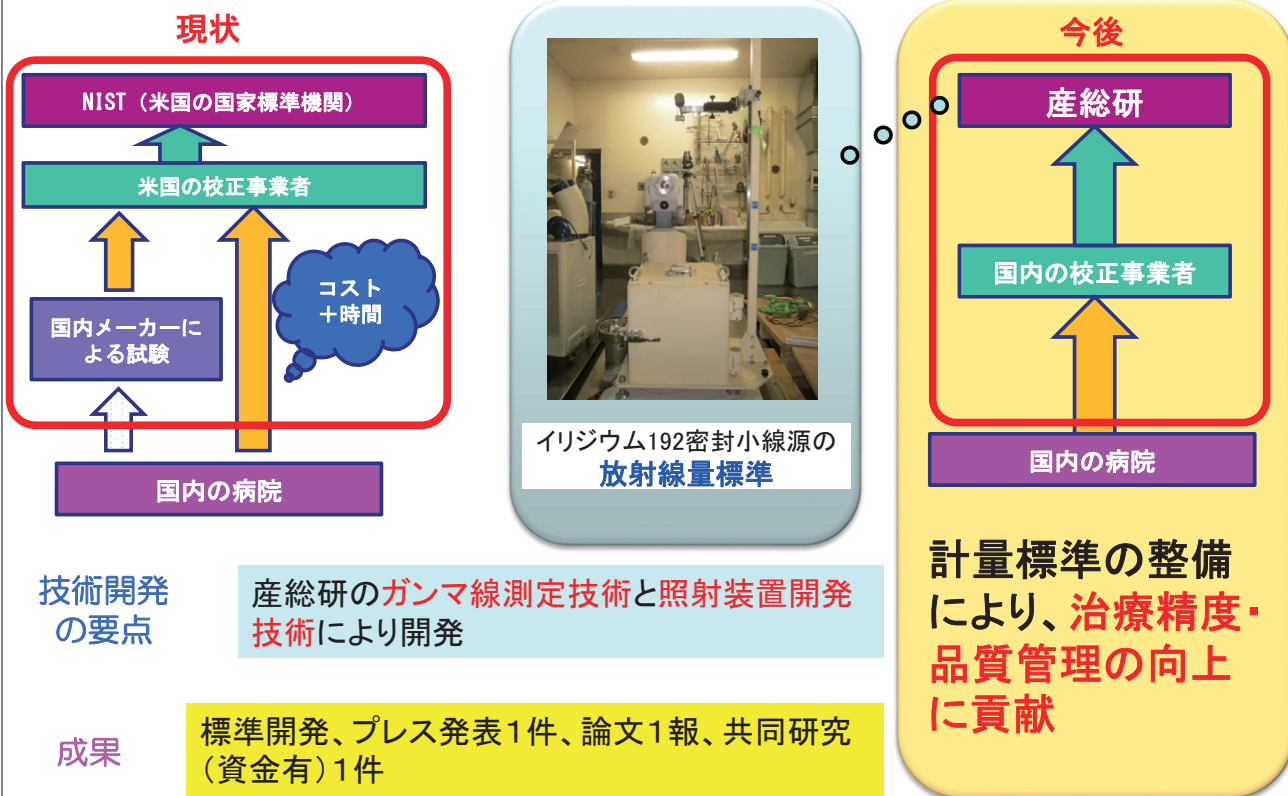 現状
NIST（米国の国家標準機関）
米国の校正事業者
コスト
＋時間
国内メーカーに
よる試験
国内の病院
イリジウム192密封小線源の
放射線量標準
今後
産総研
国内の校正事業者
国内の病院
計量標準の整備
により、治療精度・
品質管理の向上
に貢献
技術開発
の要点
産総研のガンマ線測定技術と照射装置開発
技術により開発
成果
標準開発、プレス発表１件、論文１報、共同研究
（資金有）１件